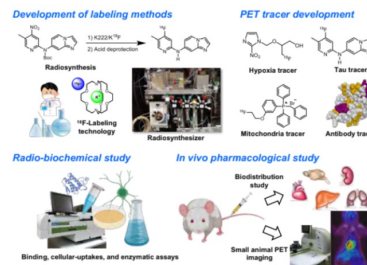 Development of labeling methods
PET tracer development
1) K222/K¹⁸F
2) Acid deprotection
Radiosynthesis
Hypoxia tracer
Tau tracer
¹⁸F-Labeling
technology
Radiosynthesizer
Mitochondria tracer
Antibody trac
Radio-biochemical study
In vivo pharmacological study
Biodistribution
study
Small animal PET
imaging
Binding, cellular-uptakes, and enzymatic assays